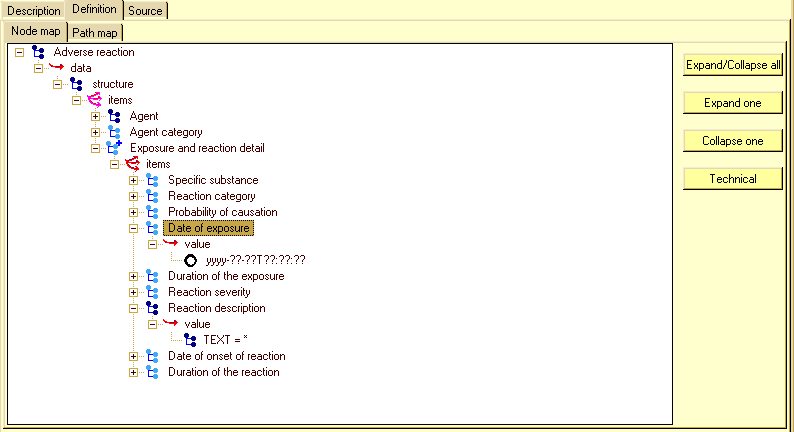 Description Definition Source
Node map Path map
Adverse reaction
data
structure
items
Agent
Agent category
Exposure and reaction detail
items
Specific substance
Reaction category
Probability of causation
Date of exposure
value
yyyy-??-??T??:??:??
Duration of the exposure
Reaction severity
Reaction description
value
TEXT = *
Date of onset of reaction
Duration of the reaction
Expand/Collapse all
Expand one
Collapse one
Technical